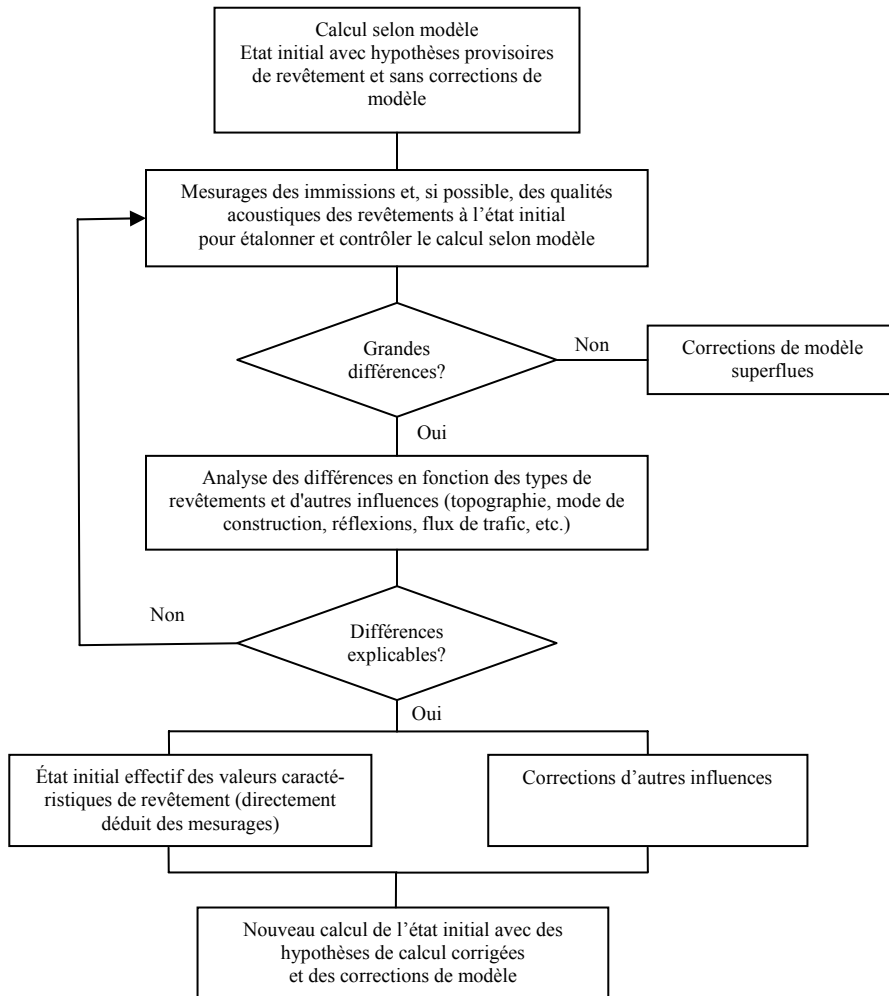 Calcul selon modèle
Etat initial avec hypothèses provisoires
de revêtement et sans corrections de
modèle
Mesurages des immissions et, si possible, des qualités
acoustiques des revêtements à l’état initial
pour étalonner et contrôler le calcul selon modèle
Grandes
différences?
Non
Corrections de modèle
superflues
Oui
Analyse des différences en fonction des types de
revêtements et d'autres influences (topographie, mode de
construction, réflexions, flux de trafic, etc.)
Non
Différences
explicables?
Oui
État initial effectif des valeurs caracté-
ristiques de revêtement (directement
déduit des mesurages)
Corrections d’autres influences
Nouveau calcul de l’état initial avec des
hypothèses de calcul corrigées
et des corrections de modèle